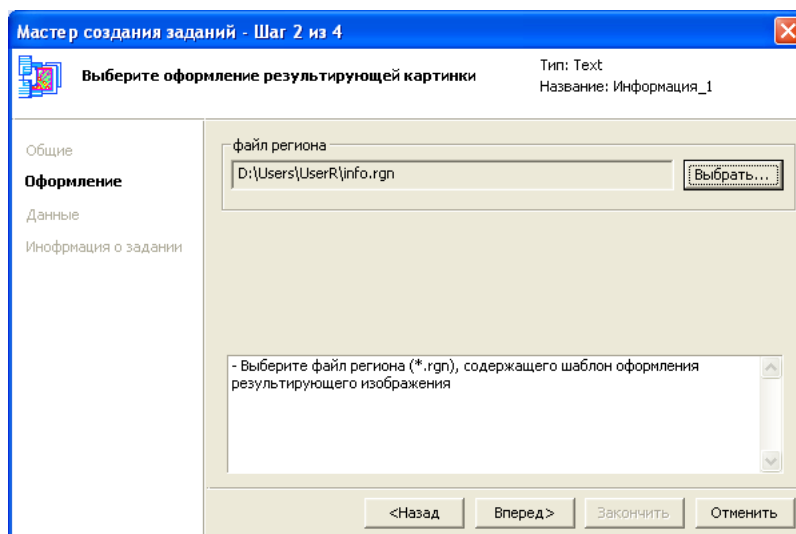 Мастер создания заданий - Шаг 2 из 4
Выберите оформление результирующей картинки
Тип: Text
Название: Информация_1
Общие
Оформление
Данные
Инофрмация о задании
файл региона
D:\Users\UserR\info.rgn
Выбрать...
- Выберите файл региона (*.rgn), содержащего шаблон оформления
результирующего изображения
<Назад
Вперед>
Закончить
Отменить